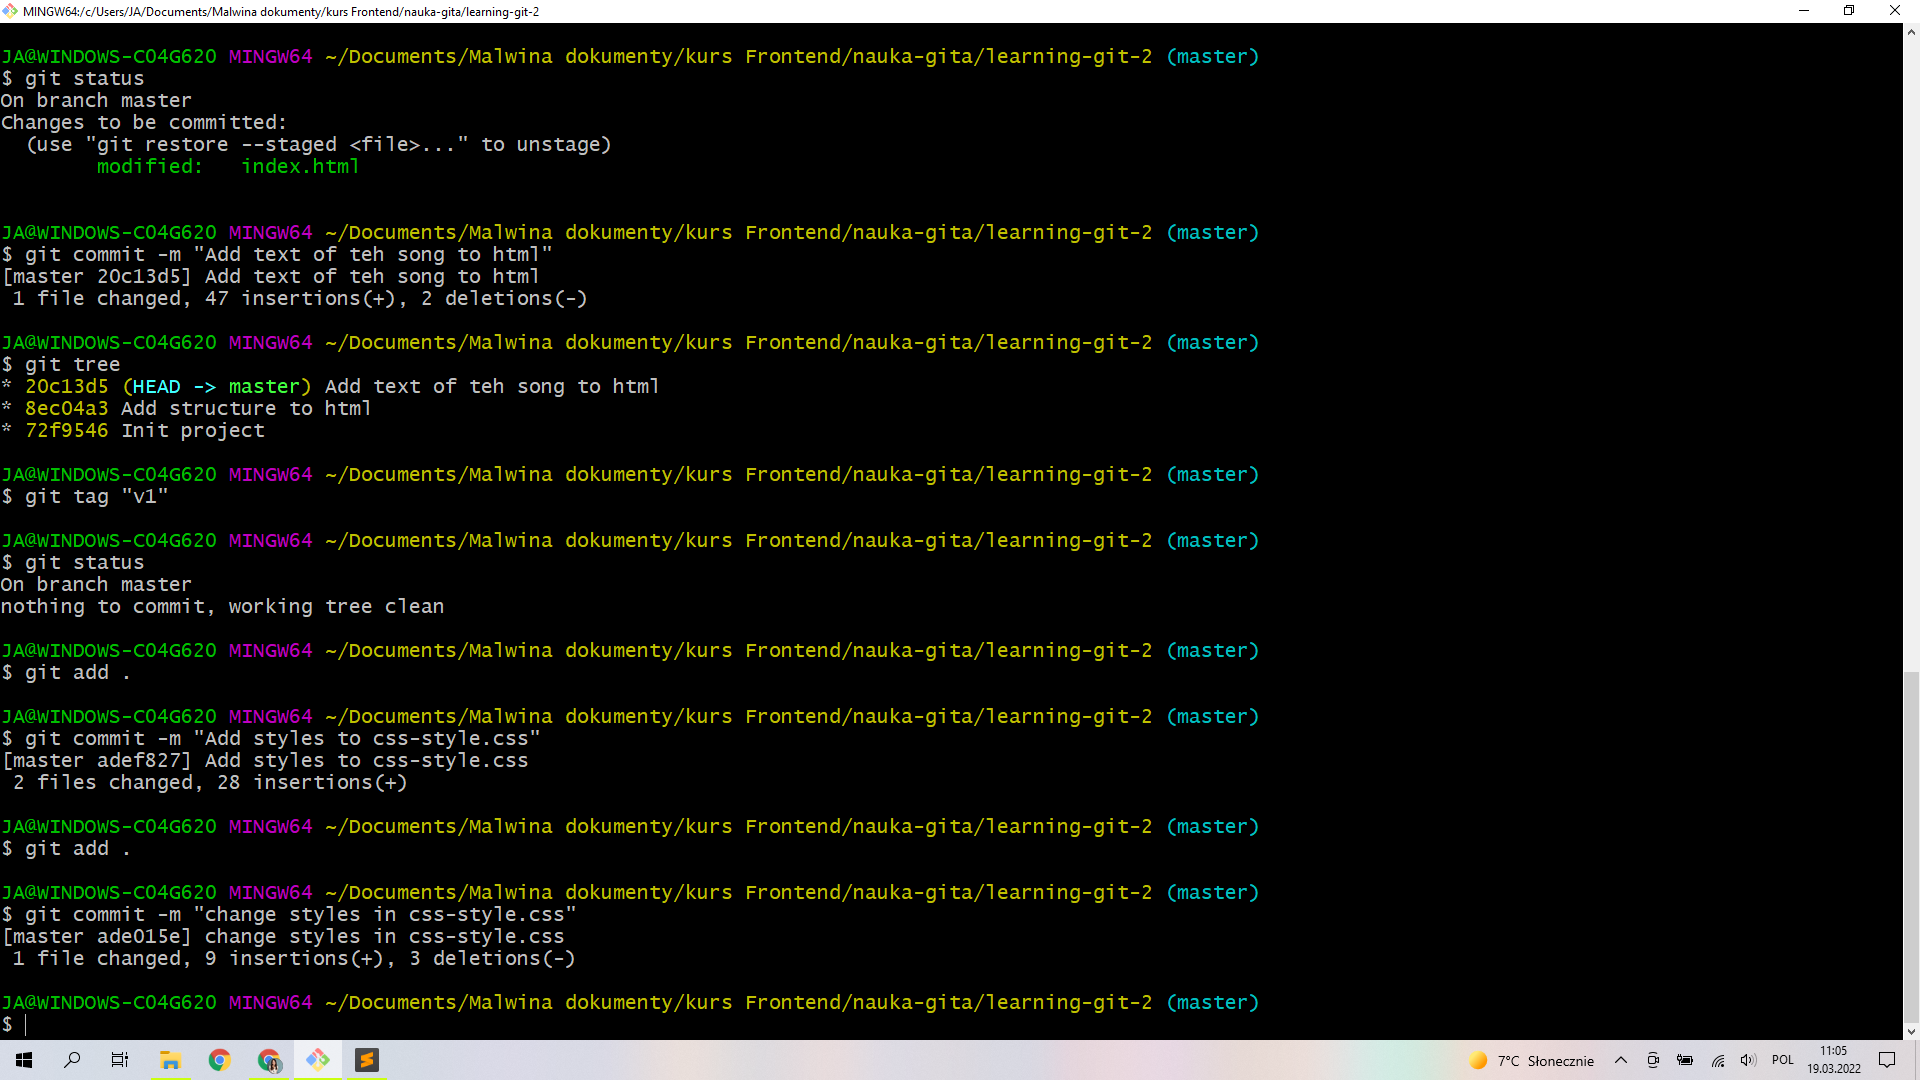 MINGW64:/c/Users/JA/Documents/Malwina dokumenty/kurs Frontend/nauka-gita/learning-git-2
JA@WINDOWS-C04G620 MINGW64 ~/Documents/Malwina dokumenty/kurs Frontend/nauka-gita/learning-git-2 (master)
$ git status
On branch master
Changes to be committed:
  (use "git restore --staged <file>..." to unstage)
        modified:   index.html
JA@WINDOWS-C04G620 MINGW64 ~/Documents/Malwina dokumenty/kurs Frontend/nauka-gita/learning-git-2 (master)
$ git commit -m "Add text of teh song to html"
[master 20c13d5] Add text of teh song to html
 1 file changed, 47 insertions(+), 2 deletions(-)
JA@WINDOWS-C04G620 MINGW64 ~/Documents/Malwina dokumenty/kurs Frontend/nauka-gita/learning-git-2 (master)
$ git tree
* 20c13d5 (HEAD -> master) Add text of teh song to html
* 8ec04a3 Add structure to html
* 72f9546 Init project
JA@WINDOWS-C04G620 MINGW64 ~/Documents/Malwina dokumenty/kurs Frontend/nauka-gita/learning-git-2 (master)
$ git tag "v1"
JA@WINDOWS-C04G620 MINGW64 ~/Documents/Malwina dokumenty/kurs Frontend/nauka-gita/learning-git-2 (master)
$ git status
On branch master
nothing to commit, working tree clean
JA@WINDOWS-C04G620 MINGW64 ~/Documents/Malwina dokumenty/kurs Frontend/nauka-gita/learning-git-2 (master)
$ git add .
JA@WINDOWS-C04G620 MINGW64 ~/Documents/Malwina dokumenty/kurs Frontend/nauka-gita/learning-git-2 (master)
$ git commit -m "Add styles to css-style.css"
[master adef827] Add styles to css-style.css
 2 files changed, 28 insertions(+)
JA@WINDOWS-C04G620 MINGW64 ~/Documents/Malwina dokumenty/kurs Frontend/nauka-gita/learning-git-2 (master)
$ git add .
JA@WINDOWS-C04G620 MINGW64 ~/Documents/Malwina dokumenty/kurs Frontend/nauka-gita/learning-git-2 (master)
$ git commit -m "change styles in css-style.css"
[master ade015e] change styles in css-style.css
 1 file changed, 9 insertions(+), 3 deletions(-)
JA@WINDOWS-C04G620 MINGW64 ~/Documents/Malwina dokumenty/kurs Frontend/nauka-gita/learning-git-2 (master)
$
7°C Słonecznie
POL
11:05
19.03.2022